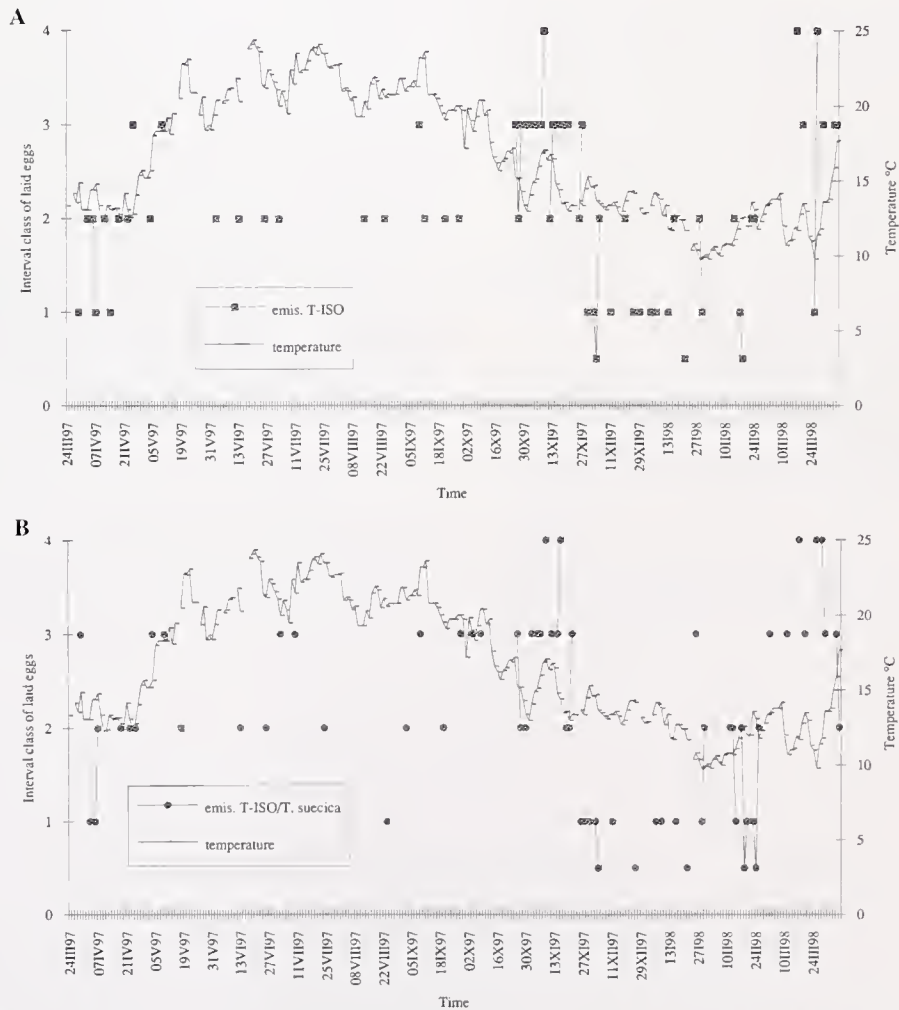 A
4
3
2
1
0
Interval class of laid eggs
25
20
15
10
5
0
Temperature °C
emis. T-ISO
temperature
24III97
07IV97
21IV97
05V97
19V97
31V97
13VI97
27VI97
11VII97
25VII97
08VIII97
22VIII97
05IX97
18IX97
02X97
16X97
30X97
13XI97
27XI97
11XII97
29XII97
13I98
27I98
10II98
24II98
10III98
24III98
Time
B
4
3
2
1
0
Interval class of laid eggs
25
20
15
10
5
0
Temperature °C
emis. T-ISO/T. suecica
temperature
24III97
07IV97
21IV97
05V97
19V97
31V97
13VI97
27VI97
11VII97
25VII97
08VIII97
22VIII97
05IX97
18IX97
02X97
16X97
30X97
13XI97
27XI97
11XII97
29XII97
13I98
27I98
10II98
24II98
10III98
24III98
Time